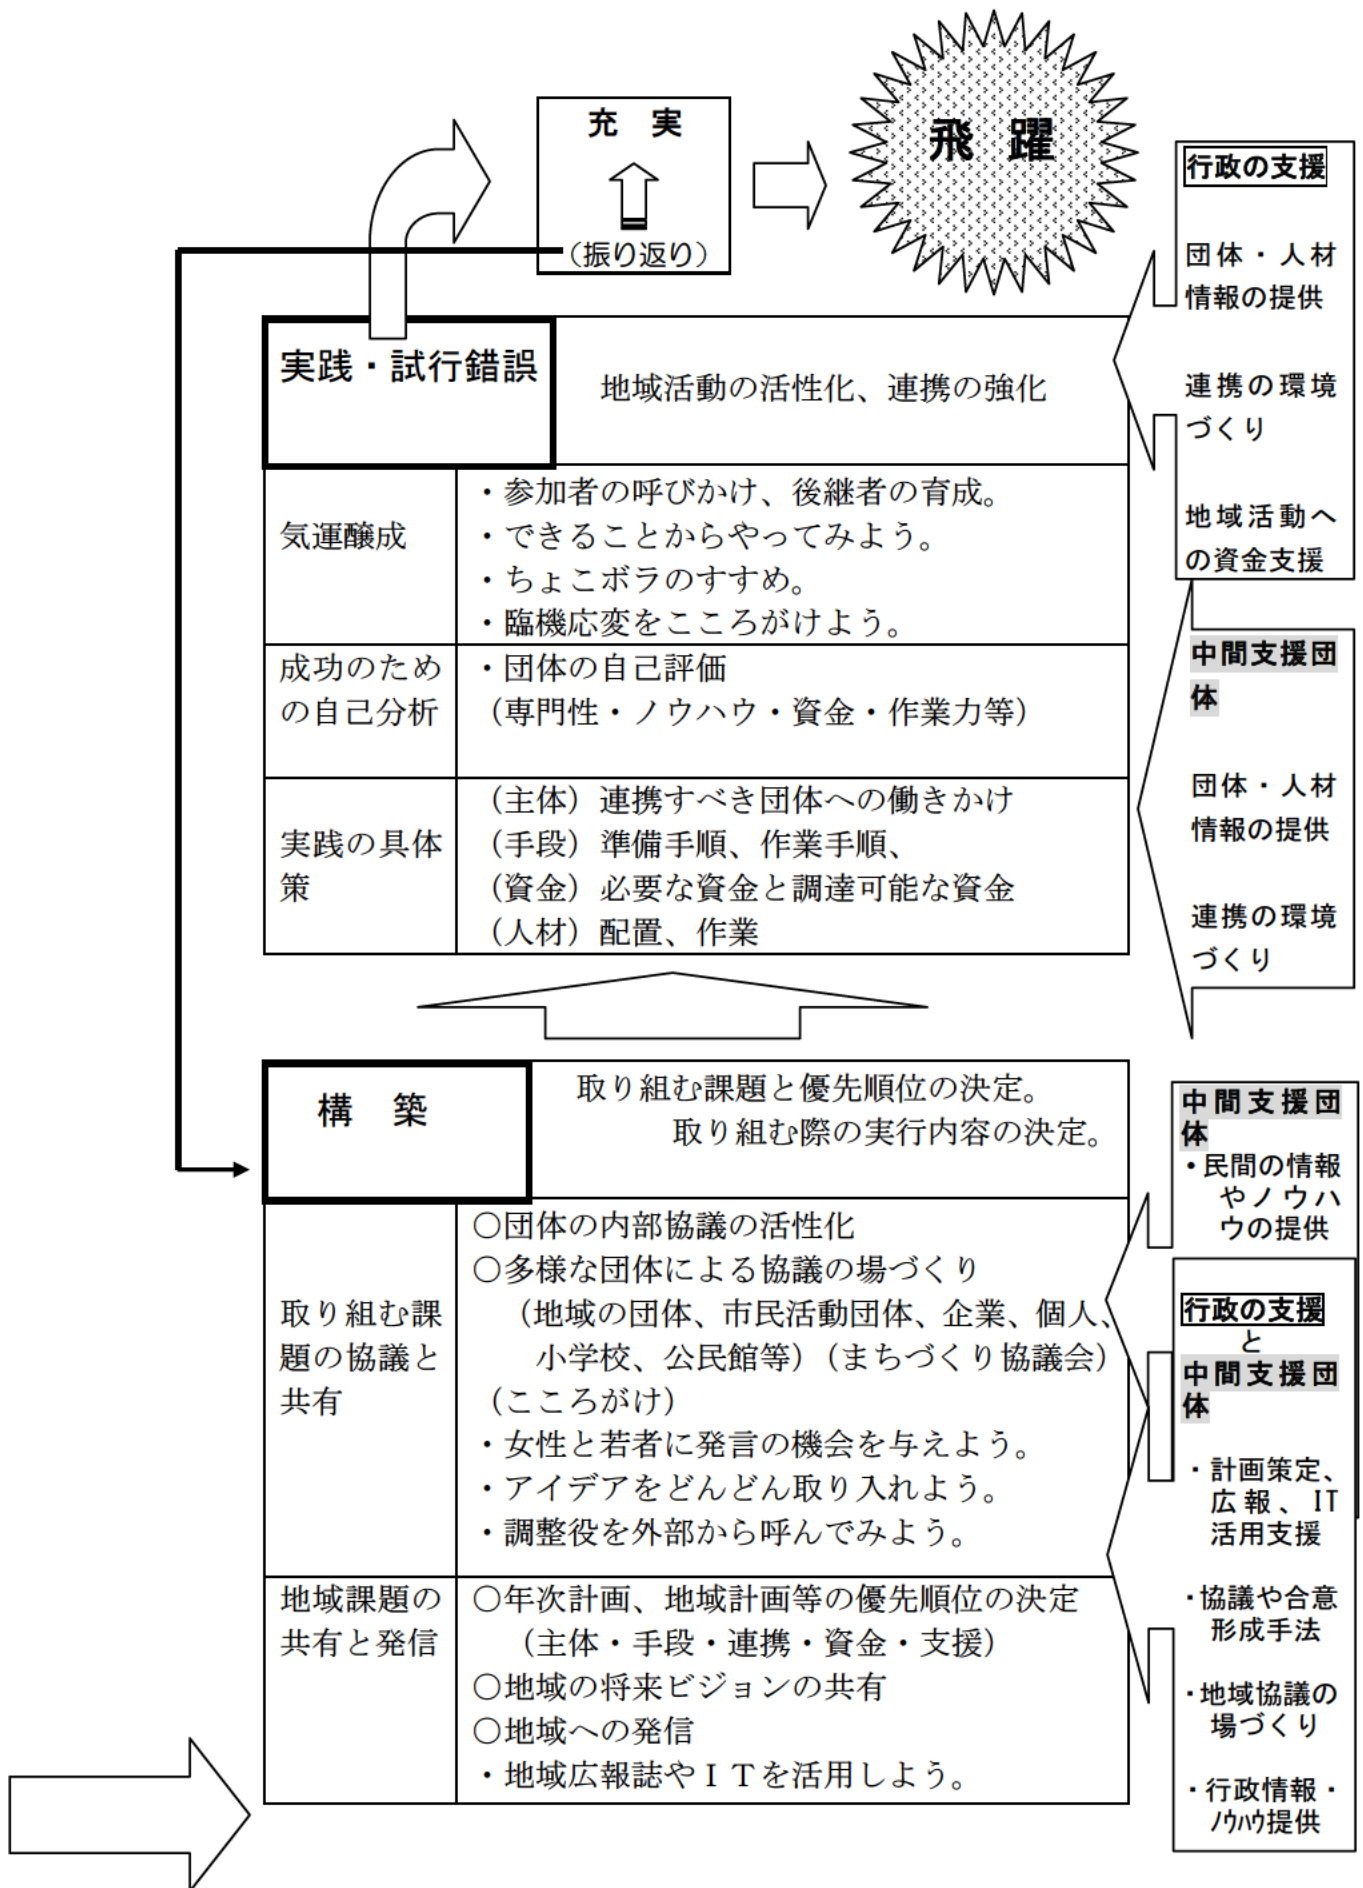 充　実
（振り返り）
飛　躍
実践・試行錯誤
地域活動の活性化、連携の強化
気運醸成
・参加者の呼びかけ、後継者の育成。
・できることからやってみよう。
・ちょこボラのすすめ。
・臨機応変をこころがけよう。
成功のため
の自己分析
・団体の自己評価
（専門性・ノウハウ・資金・作業力等）
実践の具体
策
（主体）連携すべき団体への働きかけ
（手段）準備手順、作業手順、
（資金）必要な資金と調達可能な資金
（人材）配置、作業
行政の支援
団体・人材
情報の提供
連携の環境
づくり
地域活動へ
の資金支援
中間支援団
体
団体・人材
情報の提供
連携の環境
づくり
構　築
取り組む課題と優先順位の決定。
取り組む際の実行内容の決定。
取り組む課
題の協議と
共有
○団体の内部協議の活性化
○多様な団体による協議の場づくり
（地域の団体、市民活動団体、企業、個人、
小学校、公民館等）（まちづくり協議会）
（こころがけ）
・女性と若者に発言の機会を与えよう。
・アイデアをどんどん取り入れよう。
・調整役を外部から呼んでみよう。
地域課題の
共有と発信
○年次計画、地域計画等の優先順位の決定
（主体・手段・連携・資金・支援）
○地域の将来ビジョンの共有
○地域への発信
・地域広報誌やＩＴを活用しよう。
中間支援団
体
・民間の情報
やノウハ
ウの提供
行政の支援
と
中間支援団
体
・計画策定、
広報、IT
活用支援
・協議や合意
形成手法
・地域協議の
場づくり
・行政情報・
ﾉｳﾊｳ提供